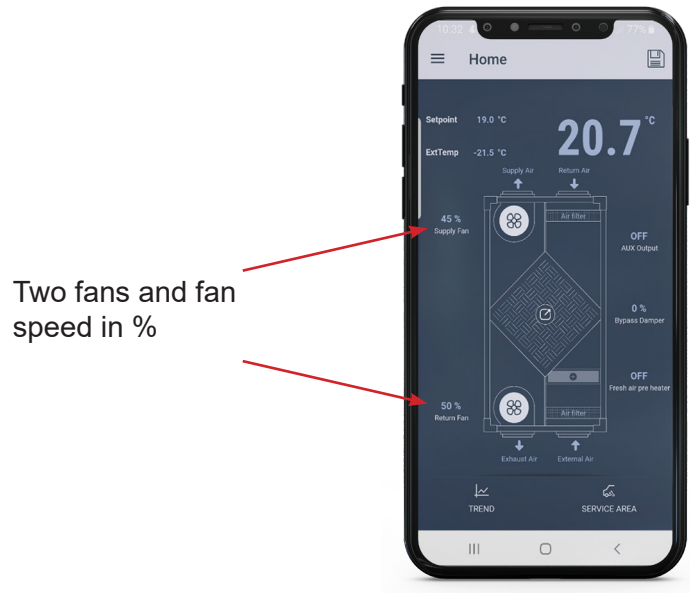 10:32
77%
Home
Setpoint 19.0 °C
20.7 °C
ExtTemp -21.5 °C
Supply Air Return Air
45 %
Supply Fan
Air filter
OFF
AUX Output
Two fans and fan
speed in %
0 %
Bypass Damper
OFF
Fresh air pre heater
50 %
Return Fan
Air filter
Exhaust Air External Air
TREND SERVICE AREA